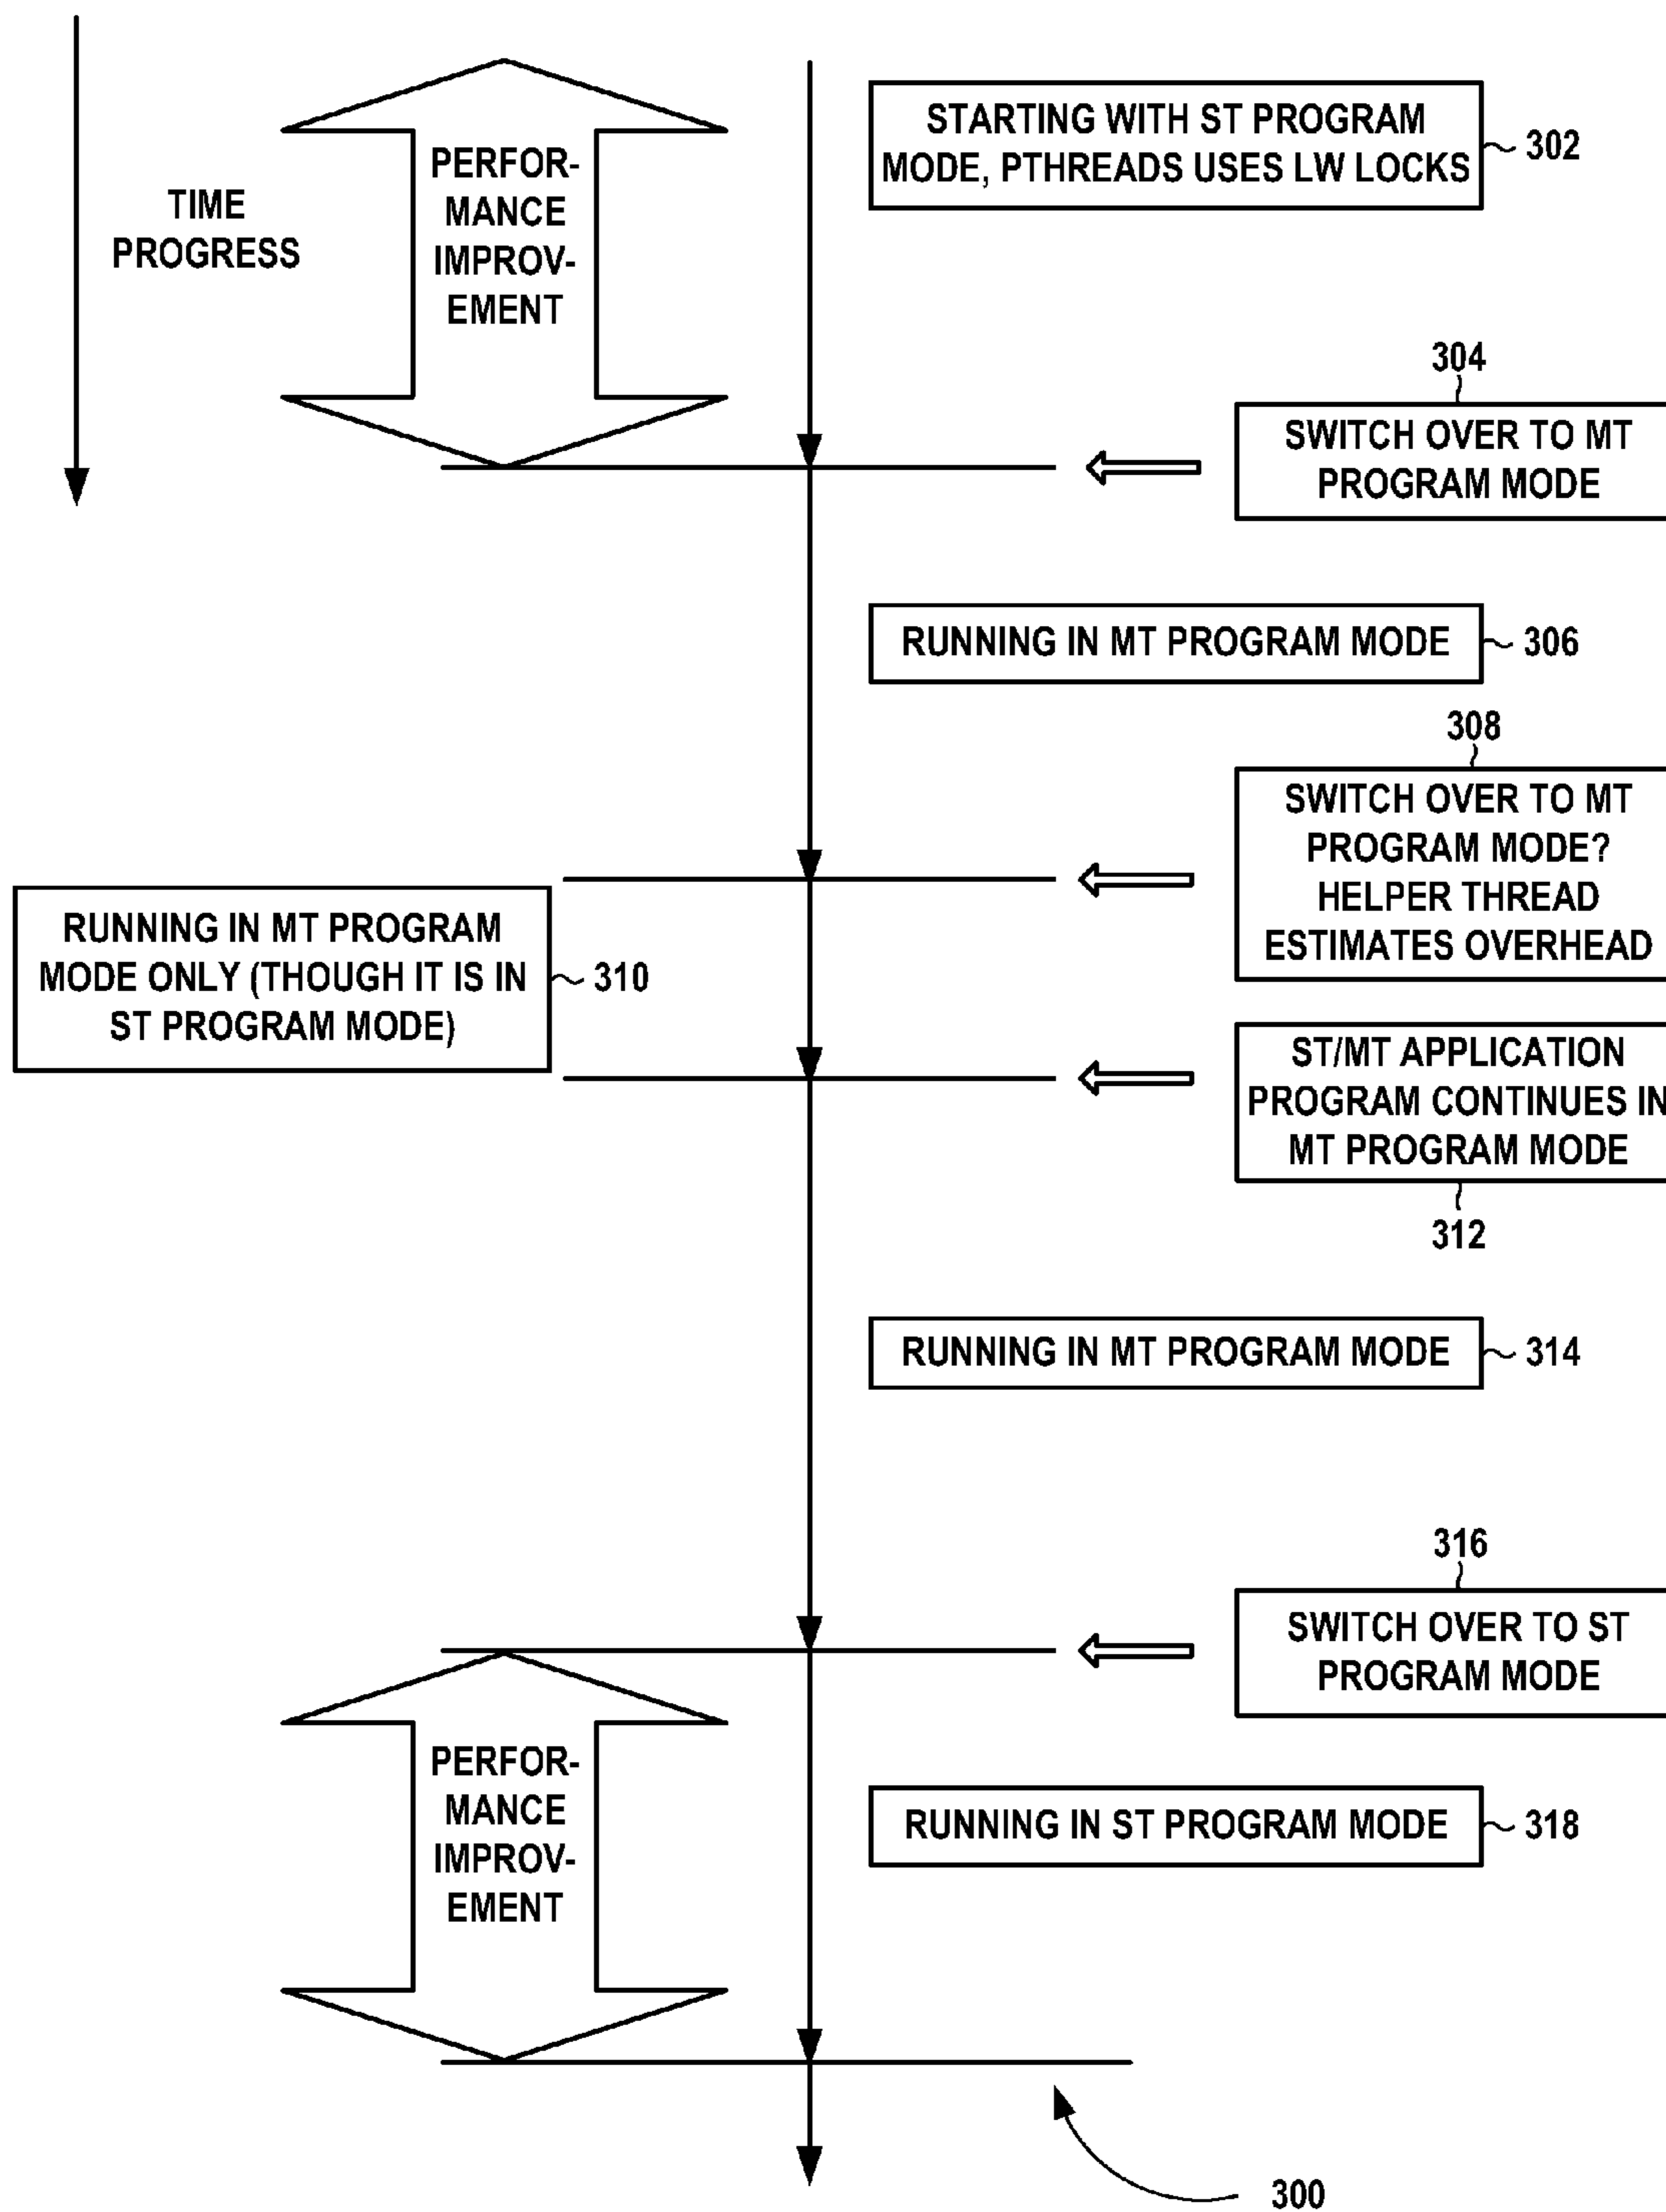 TIME
PROGRESS
PERFOR-
MANCE
IMPROV-
EMENT
STARTING WITH ST PROGRAM
MODE, PTHREADS USES LW LOCKS
302
304
SWITCH OVER TO MT
PROGRAM MODE
RUNNING IN MT PROGRAM MODE
306
308
SWITCH OVER TO MT
PROGRAM MODE?
HELPER THREAD
ESTIMATES OVERHEAD
RUNNING IN MT PROGRAM
MODE ONLY (THOUGH IT IS IN
ST PROGRAM MODE)
310
ST/MT APPLICATION
PROGRAM CONTINUES IN
MT PROGRAM MODE
312
RUNNING IN MT PROGRAM MODE
314
316
SWITCH OVER TO ST
PROGRAM MODE
PERFOR-
MANCE
IMPROV-
EMENT
RUNNING IN ST PROGRAM MODE
318
300